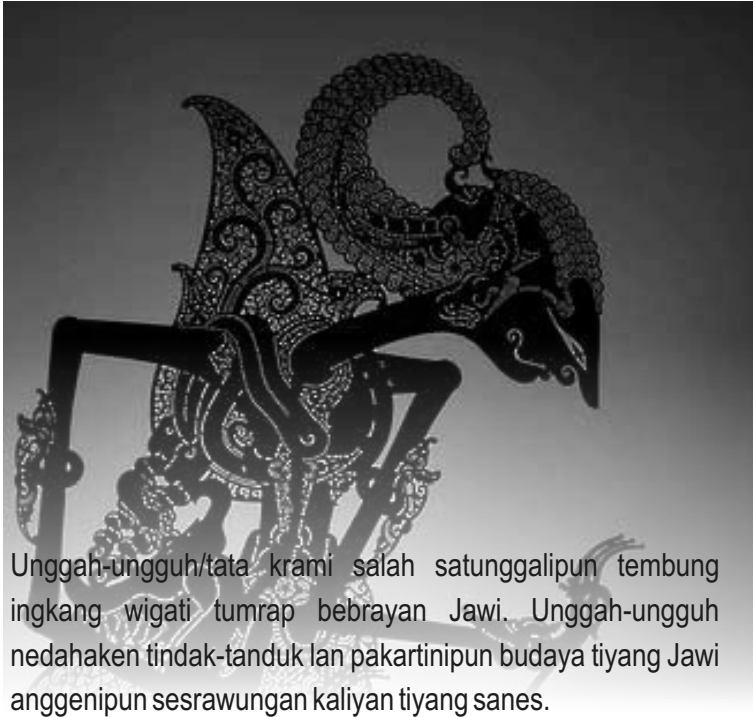 Unggah-ungguh/tata krami salah satunggalipun tembung
ingkang wigati tumrap bebrayan Jawi. Unggah-ungguh
nedahaken tindak-tanduk lan pakartinipun budaya tiyang Jawi
anggenipun sesrawungan kaliyan tiyang sanes.